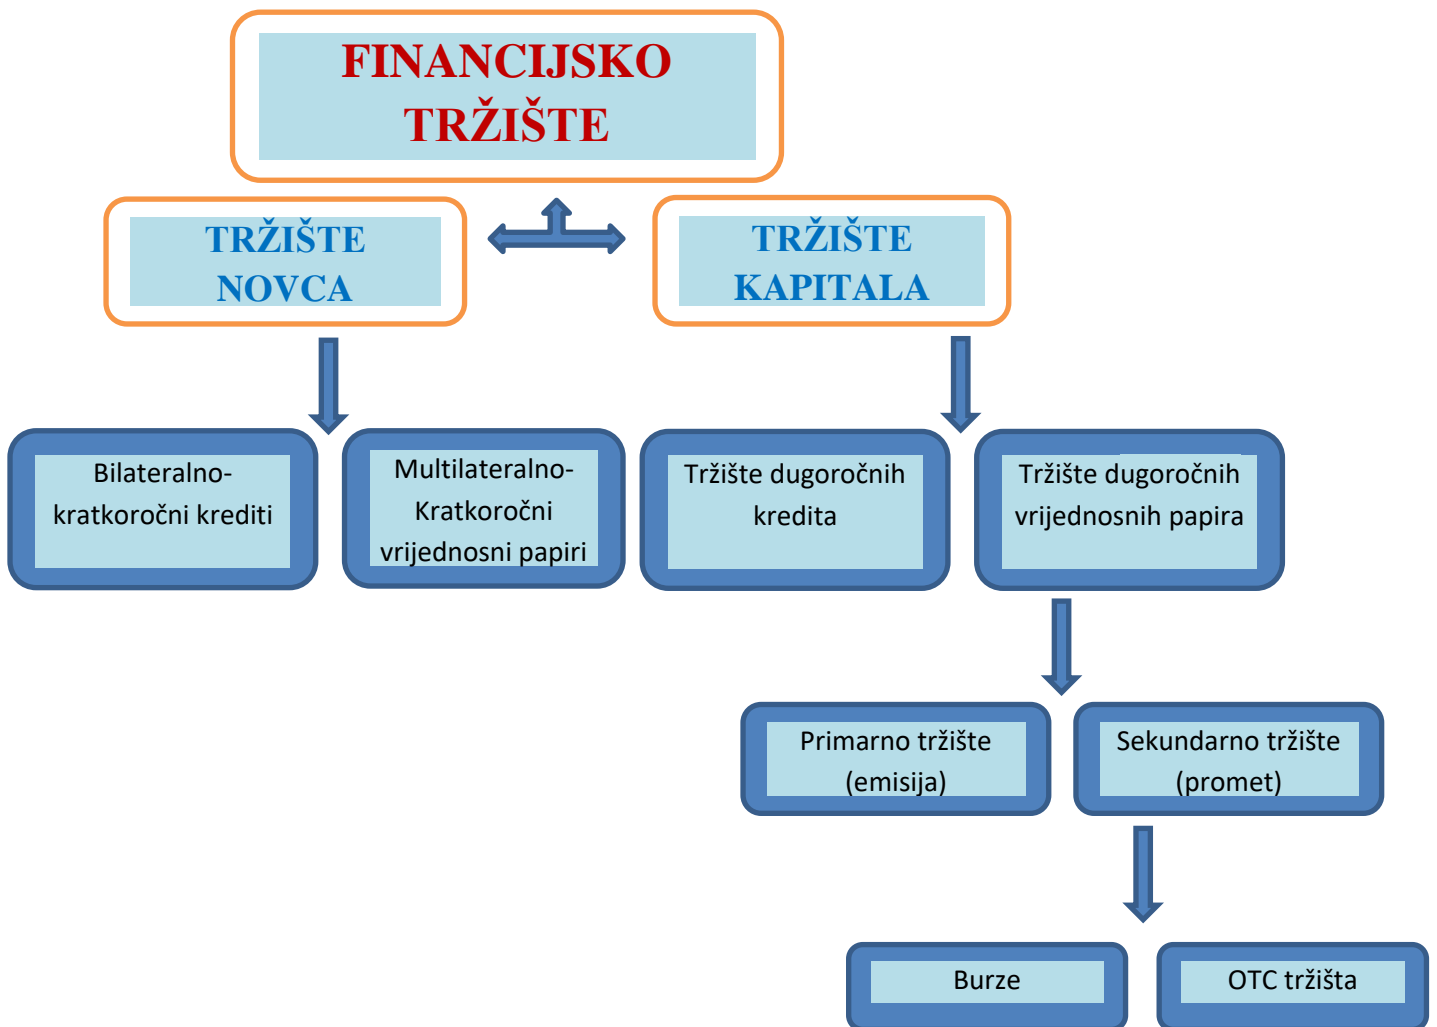 FINANCIJSKO
TRŽIŠTE
TRŽIŠTE
NOVCA
TRŽIŠTE
KAPITALA
Bilateralno-
kratkoročni krediti
Multilateralno-
Kratkoročni
vrijednosni papiri
Tržište dugoročnih
kredita
Tržište dugoročnih
vrijednosnih papira
Primarno tržište
(emisija)
Sekundarno tržište
(promet)
Burze
OTC tržišta